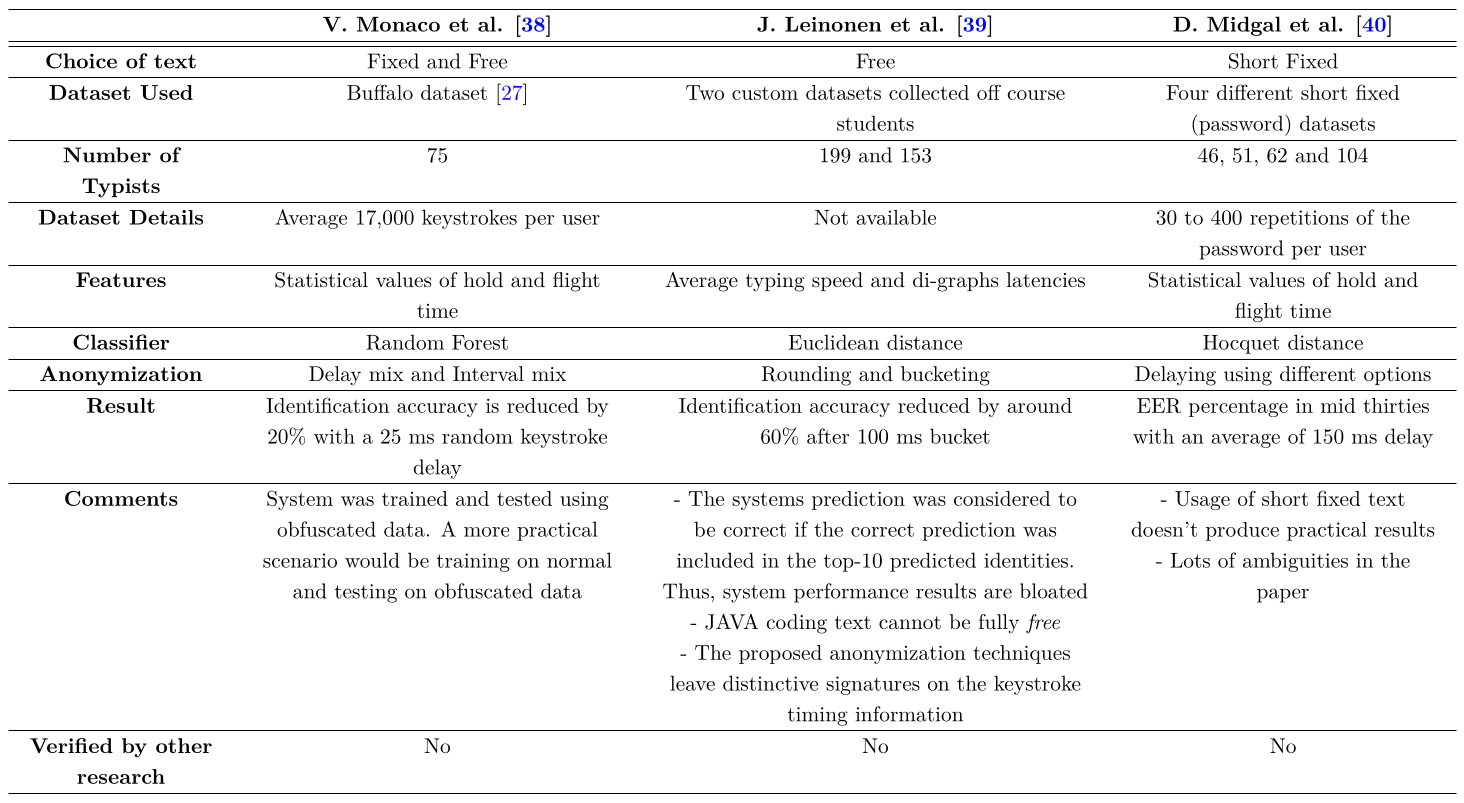 V. Monaco et al. [38] J. Leinonen et al. [39] D. Midgal et al. [40]
Choice of text Fixed and Free Free Short Fixed
Dataset Used Buffalo dataset [27] Two custom datasets collected off course Four different short fixed
students (password) datasets
Number of 75 199 and 153 46, 51, 62 and 104
Typists
Dataset Details Average 17,000 keystrokes per user Not available 30 to 400 repetitions of the
password per user
Features Statistical values of hold and flight Average typing speed and di-graphs latencies Statistical values of hold and
time flight time
Classifier Random Forest Euclidean distance Hocquet distance
Anonymization Delay mix and Interval mix Rounding and bucketing Delaying using different options
Result Identification accuracy is reduced by Identification accuracy reduced by around EER percentage in mid thirties
20% with a 25 ms random keystroke 60% after 100 ms bucket with an average of 150 ms delay
delay
Comments System was trained and tested using - The systems prediction was considered to - Usage of short fixed text
obfuscated data. A more practical be correct if the correct prediction was doesn't produce practical results
scenario would be training on normal included in the top-10 predicted identities. - Lots of ambiguities in the
and testing on obfuscated data Thus, system performance results are bloated paper
- JAVA coding text cannot be fully free
- The proposed anonymization techniques
leave distinctive signatures on the keystroke
timing information
Verified by other No No No
research